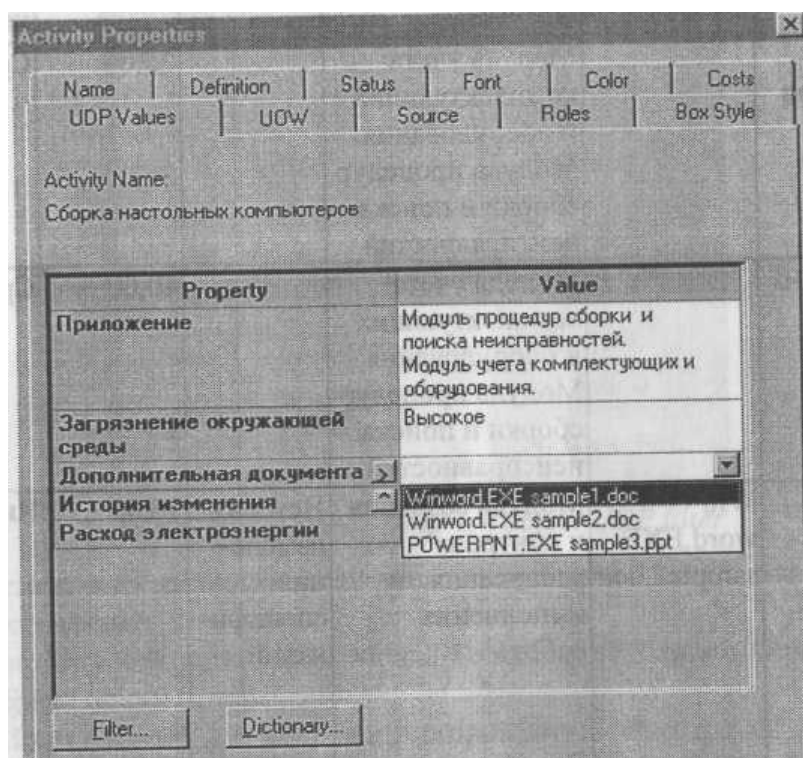 Activity Properties
Name Definition Status Font Color Costs
UDP Values UOW Source Roles Box Style
Activity Name:
Сборка настольных компьютеров
Property Value
Приложение
Модуль процедур сборки и
поиска неисправностей.
Модуль учета комплектующих и
оборудования.
Загрязнение окружающей
среды
Высокое
Дополнительная документа
История изменения
Расход электроэнергии
Winword.EXE sample1.doc
Winword.EXE sample2.doc
POWERPNT.EXE sample3.ppt
Filter... Dictionary...